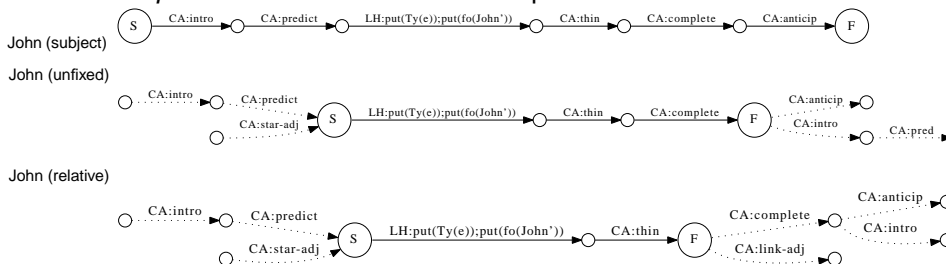 CA:intro CA:predict LH:put(Ty(e));put(fo(John')) CA:thin CA:complete CA:anticip
S F
John (subject)
John (unfixed)
CA:intro CA:predict LH:put(Ty(e));put(fo(John')) CA:thin CA:complete CA:anticip
CA:star-adj S F CA:intro CA:pred
John (relative)
CA:intro CA:predict LH:put(Ty(e));put(fo(John')) CA:thin CA:complete CA:anticip
CA:star-adj S F CA:link-adj CA:intro